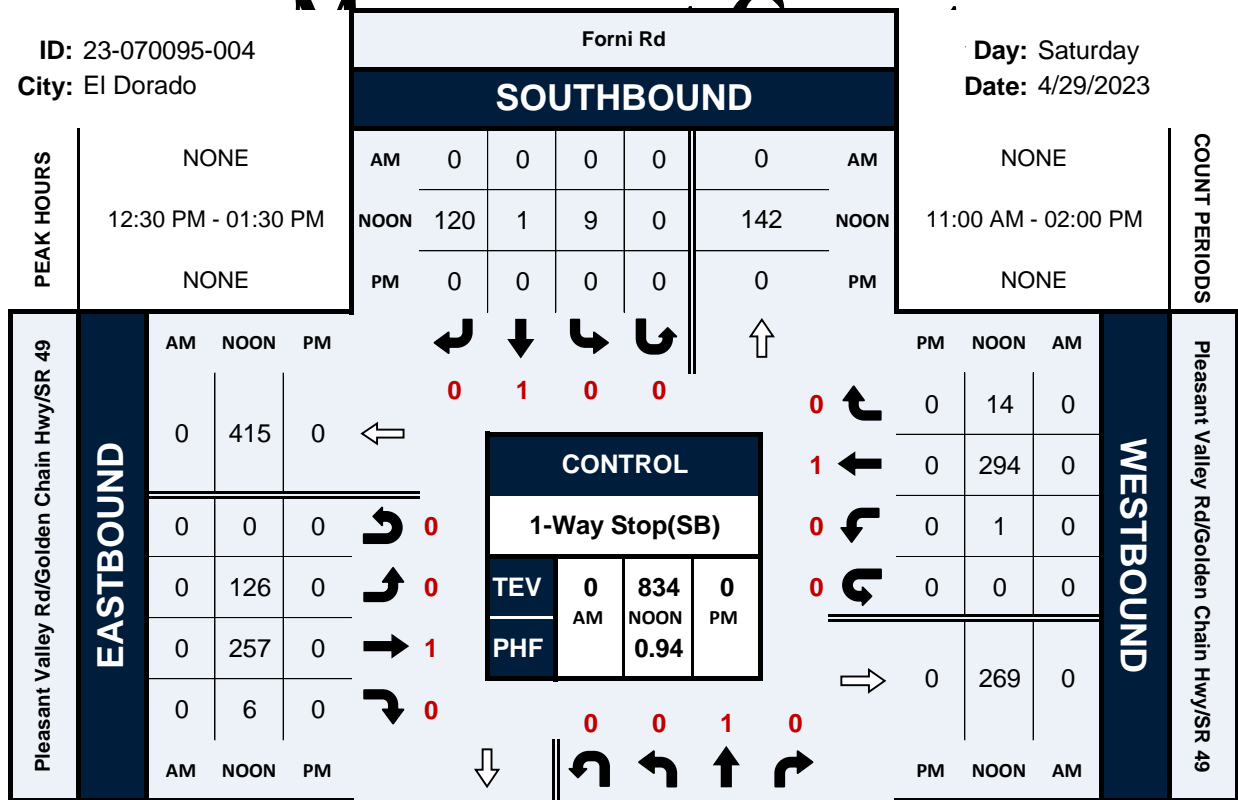 Forni Rd
ID: 23-070095-004
Day: Saturday
City: El Dorado
Date: 4/29/2023
SOUTHBOUND
PEAK HOURS
NONE
AM 0 0 0 0 0 AM
NONE
COUNT PERIODS
12:30 PM - 01:30 PM
NOON 120 1 9 0 142 NOON
11:00 AM - 02:00 PM
NONE
PM 0 0 0 0 0 PM
NONE
Pleasant Valley Rd/Golden Chain Hwy/SR 49
EASTBOUND
AM NOON PM
0 415 0
0 0 0 0
0 126 0 0
0 257 0 1
0 6 0 0
AM NOON PM
0 1 0 0
CONTROL
1-Way Stop(SB)
TEV 0 834 0
AM NOON PM
PHF 0.94
0 0 1 0
PM NOON AM
0 0 14 0
1 0 294 0
0 0 1 0
0 0 0 0
0 269 0
PM NOON AM
WESTBOUND
Pleasant Valley Rd/Golden Chain Hwy/SR 49